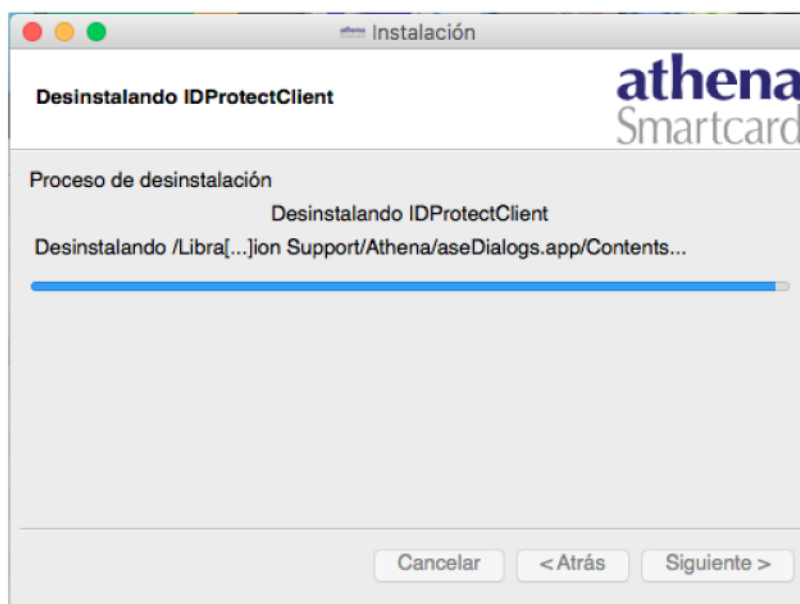 Instalación
Desinstalando IDProtectClient
athena
Smartcard
Proceso de desinstalación
Desinstalando IDProtectClient
Desinstalando /Libra[...]ion Support/Athena/aseDialogs.app/Contents...
Cancelar
< Atrás
Siguiente >